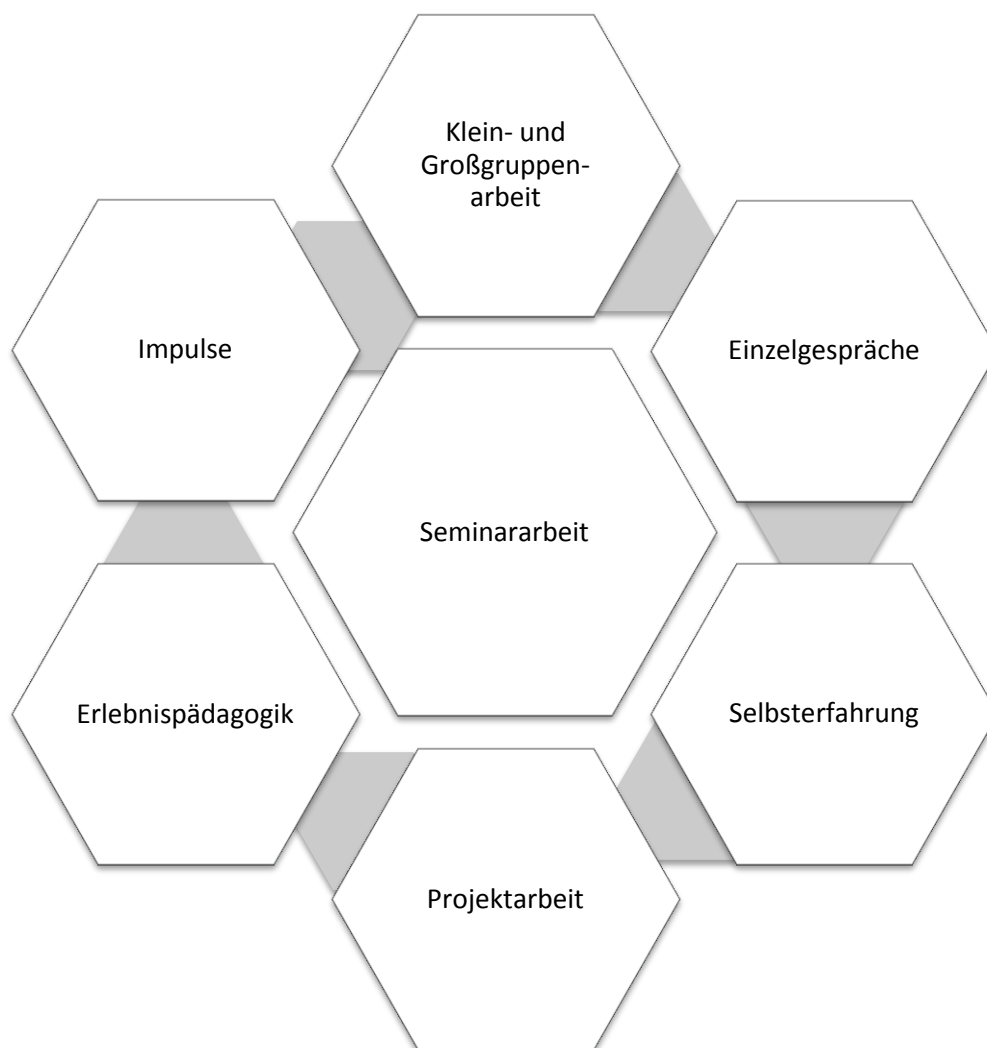 Klein- und
Großgruppen-
arbeit
Impulse
Einzelgespräche
Seminararbeit
Erlebnispädagogik
Selbsterfahrung
Projektarbeit